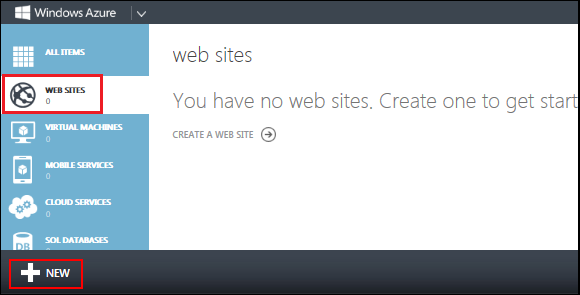 Windows Azure
ALL ITEMS
WEB SITES
0
VIRTUAL MACHINES
0
MOBILE SERVICES
0
CLOUD SERVICES
0
SQL DATABASES
0
DB
web sites
You have no web sites. Create one to get start
CREATE A WEB SITE
NEW